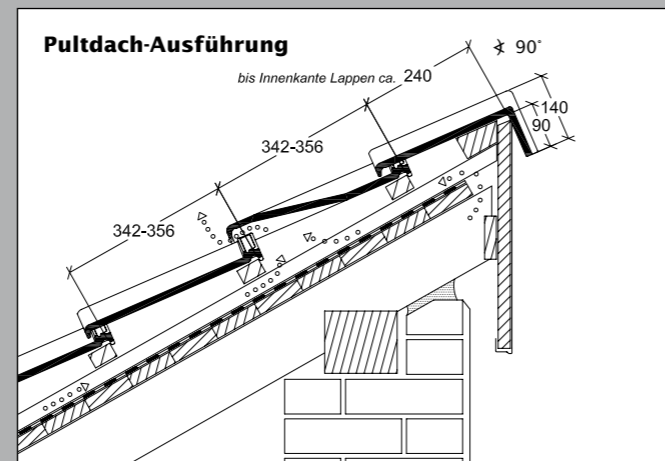 Pultdach-Ausführung
∢ 90°
bis Innenkante Lappen ca. 240
140
90
342-356
342-356